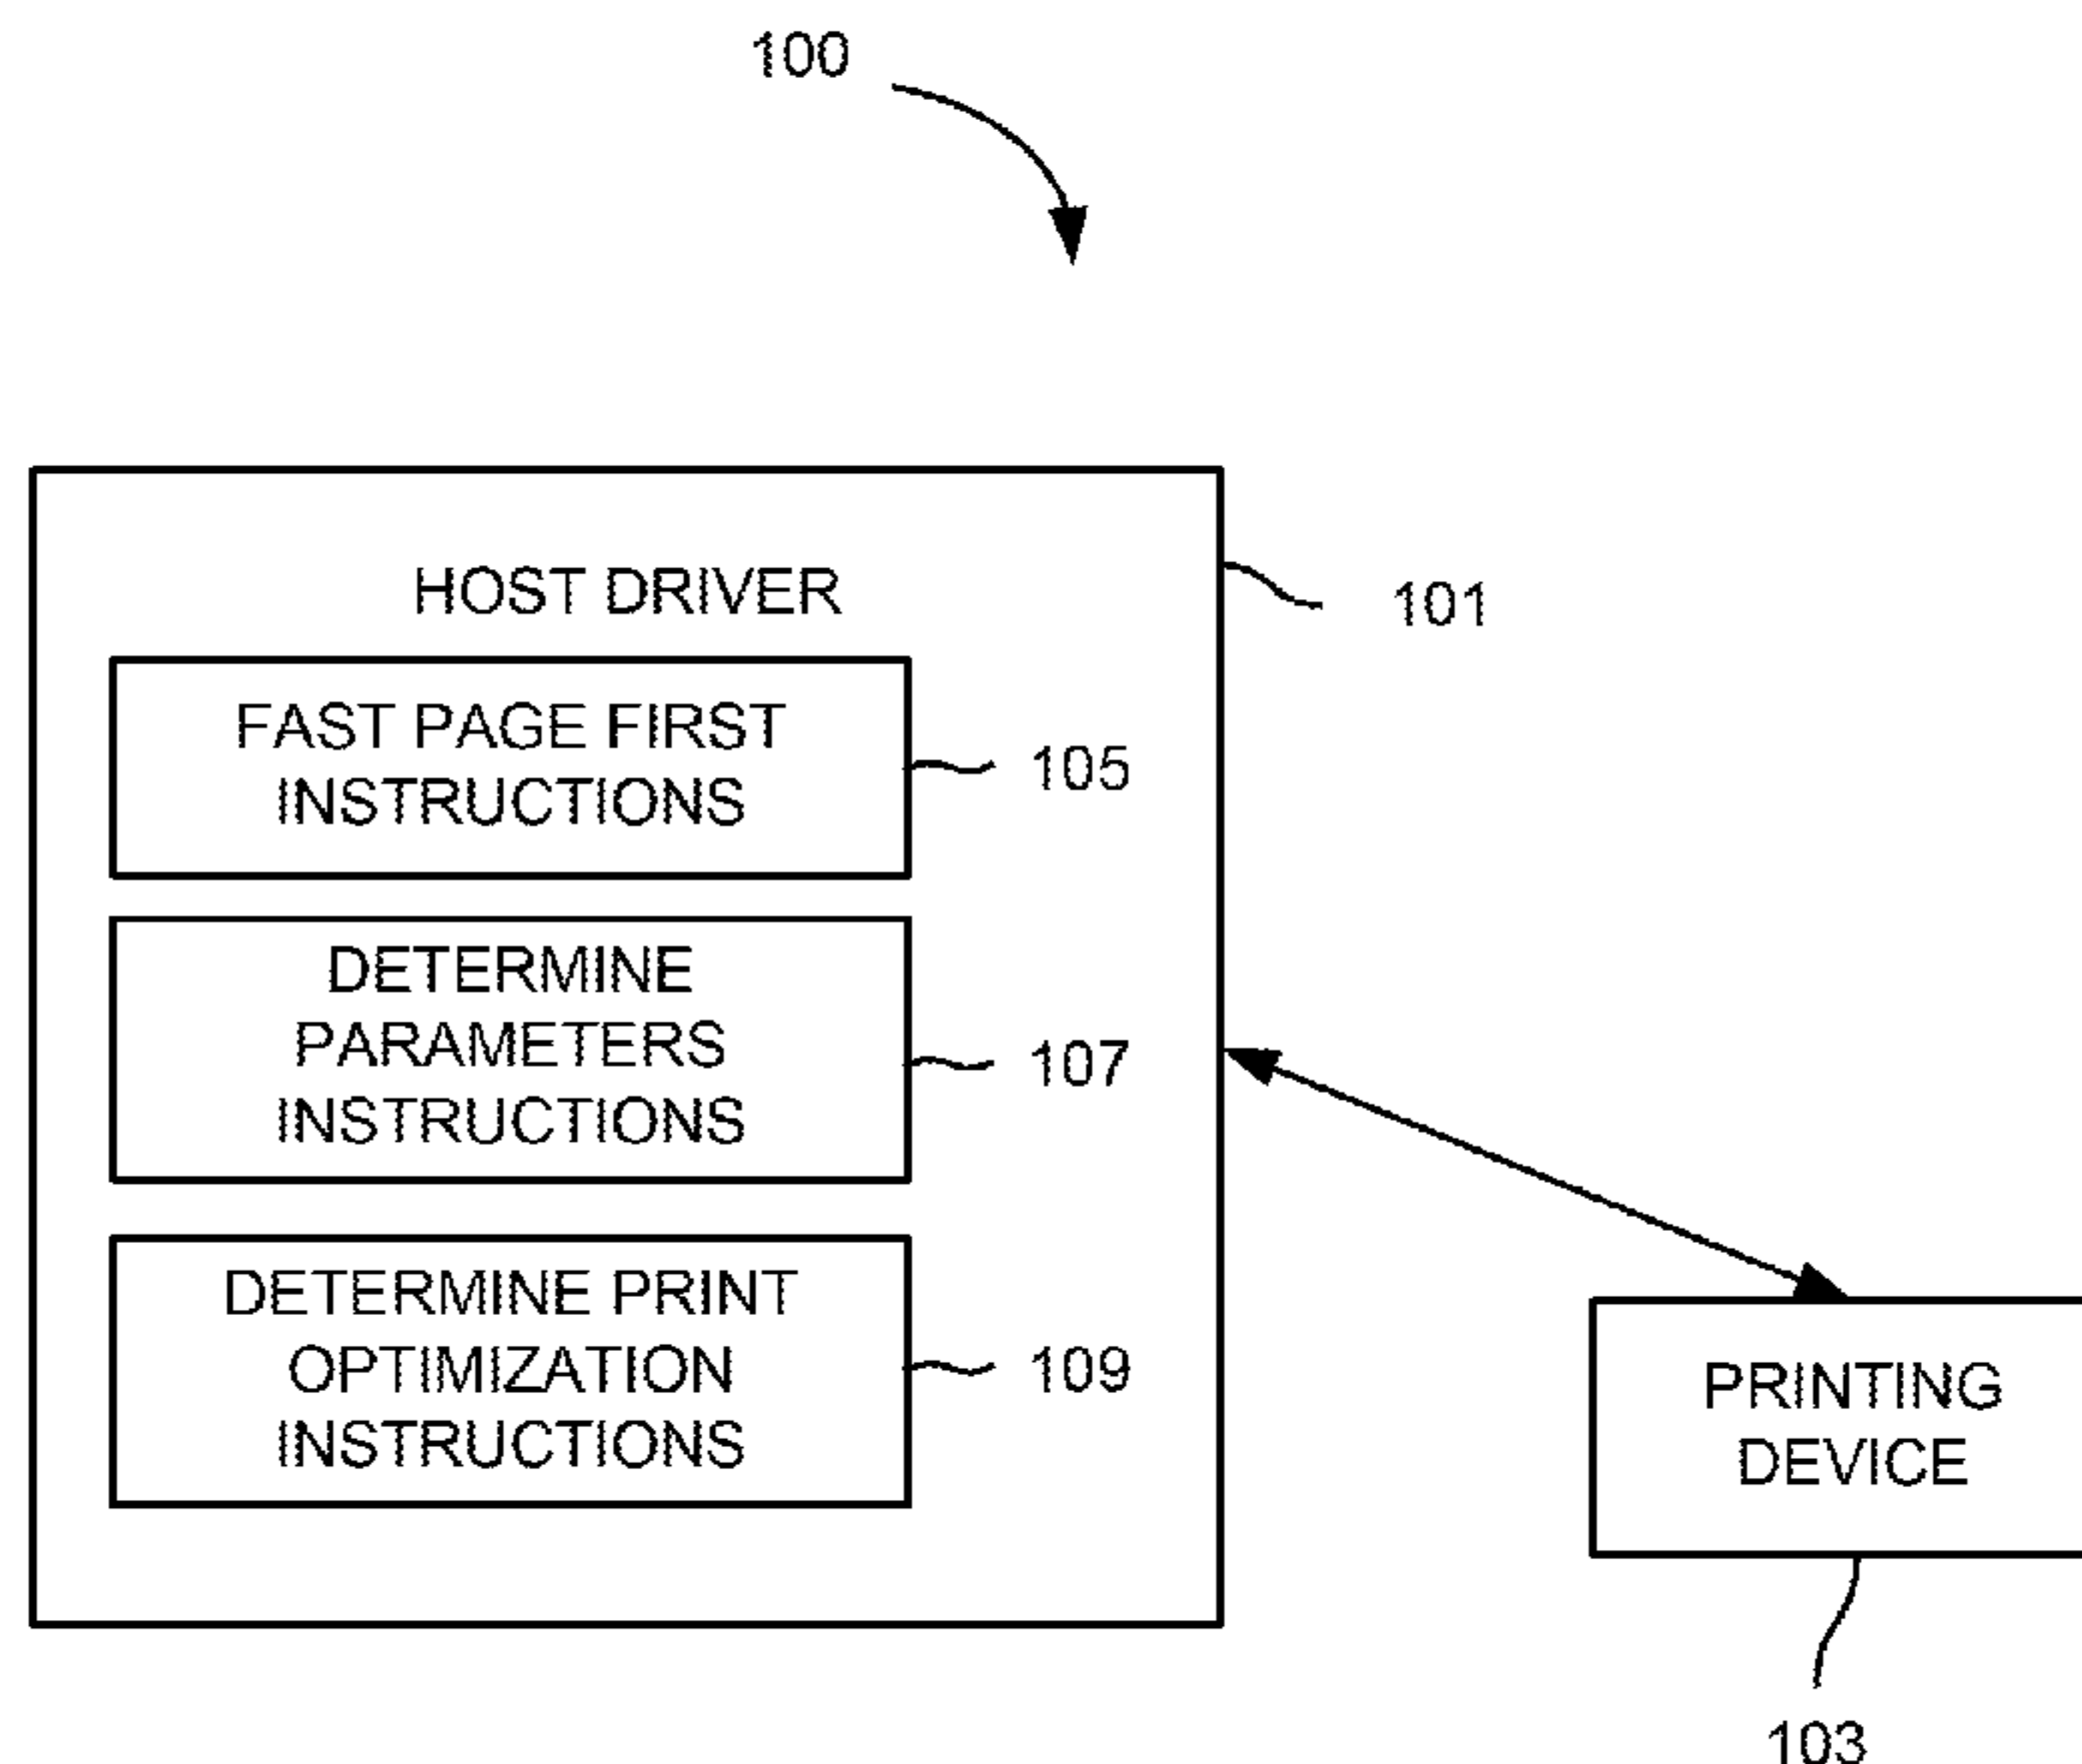 100
HOST DRIVER
101
FAST PAGE FIRST
INSTRUCTIONS
105
DETERMINE
PARAMETERS
INSTRUCTIONS
107
DETERMINE PRINT
OPTIMIZATION
INSTRUCTIONS
109
PRINTING
DEVICE
103